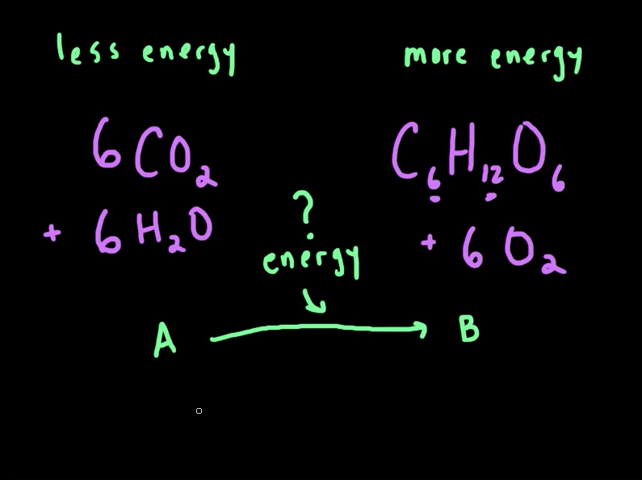 less energy
more energy
6CO₂
+ 6H₂O
C₆H₁₂O₆
+ 6O₂
?
energy
A
B